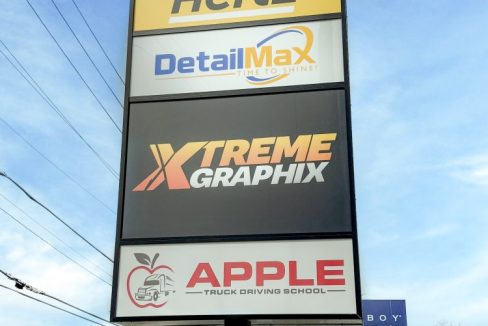 DetailMax
TIME TO SHINE!
XTREME
GRAPHIX
APPLE
TRUCK DRIVING SCHOOL
BOY